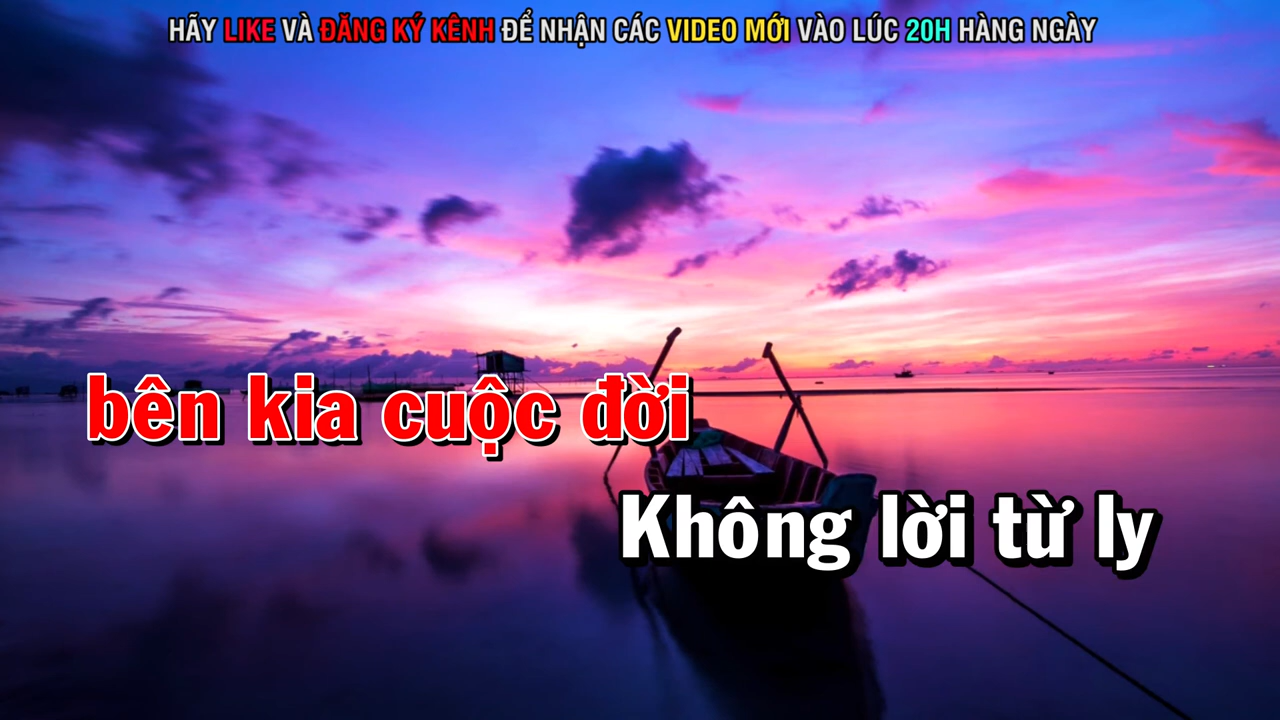 HÃY LIKE VÀ ĐĂNG KÝ KÊNH ĐỂ NHẬN CÁC VIDEO MỚI VÀO LÚC 20H HÀNG NGÀY
bên kia cuộc đời
Không lời từ ly